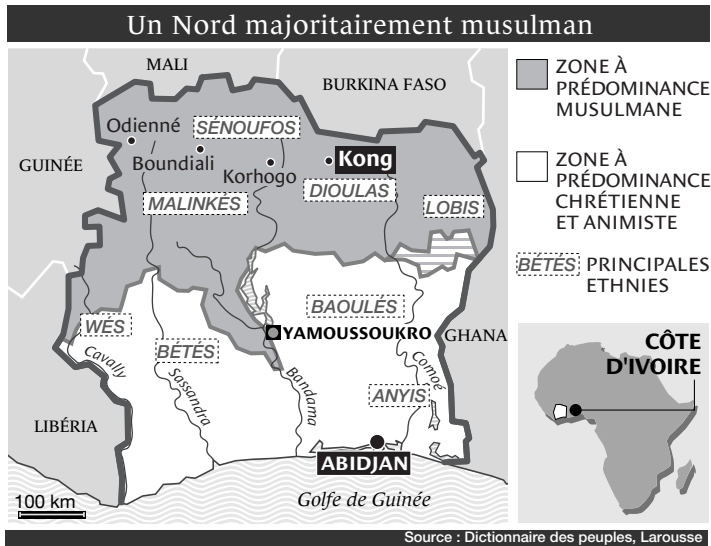 Un Nord majoritairement musulman
MALI
BURKINA FASO
GUINÉE
Odienné
SÉNOUFOS
Boundiali
Korhogo
Kong
DIOULAS
MALINKÈS
LOBIS
WÉS
BÉTÉS
BAOULÉS
YAMOUSSOUKRO
GHANA
Cavally
Sassandra
Bandama
Comoé
ANYIS
LIBÉRIA
ABIDJAN
100 km
Golfe de Guinée
ZONE À
PRÉDOMINANCE
MUSULMANE
ZONE À
PRÉDOMINANCE
CHRÉTIENNE
ET ANIMISTE
BÉTÉS PRINCIPALES
ETHNIES
CÔTE
D'IVOIRE
Source : Dictionnaire des peuples, Larousse